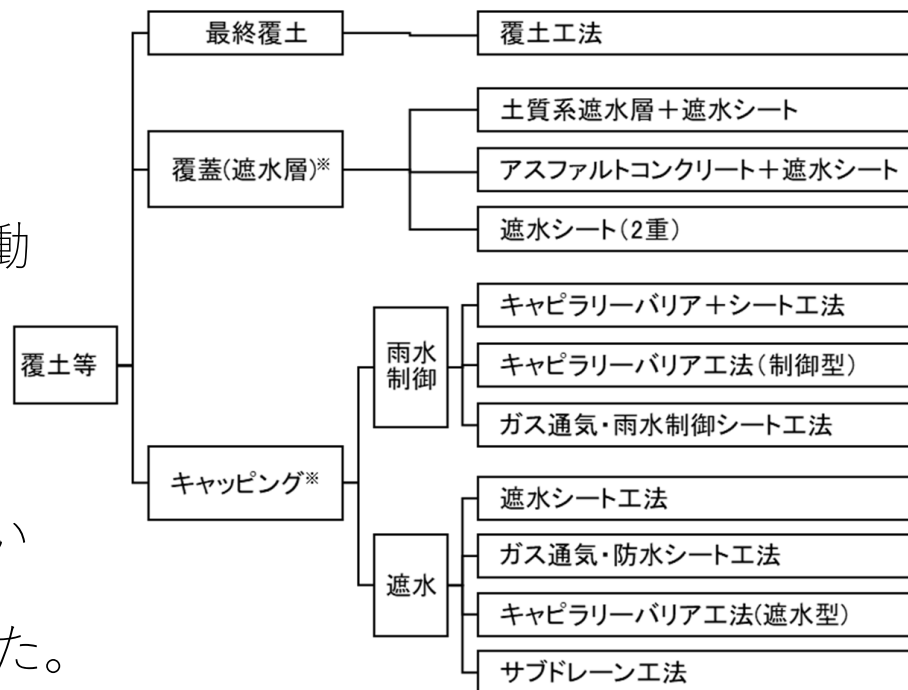 動
い
た。
覆土等
最終覆土
覆土工法
覆蓋(遮水層)※
土質系遮水層＋遮水シート
アスファルトコンクリート＋遮水シート
遮水シート（2重）
キャッピング※
雨水
制御
キャピラリーバリア＋シート工法
キャピラリーバリア工法（制御型）
ガス通気・雨水制御シート工法
遮水
遮水シート工法
ガス通気・防水シート工法
キャピラリーバリア工法(遮水型)
サブドレーン工法